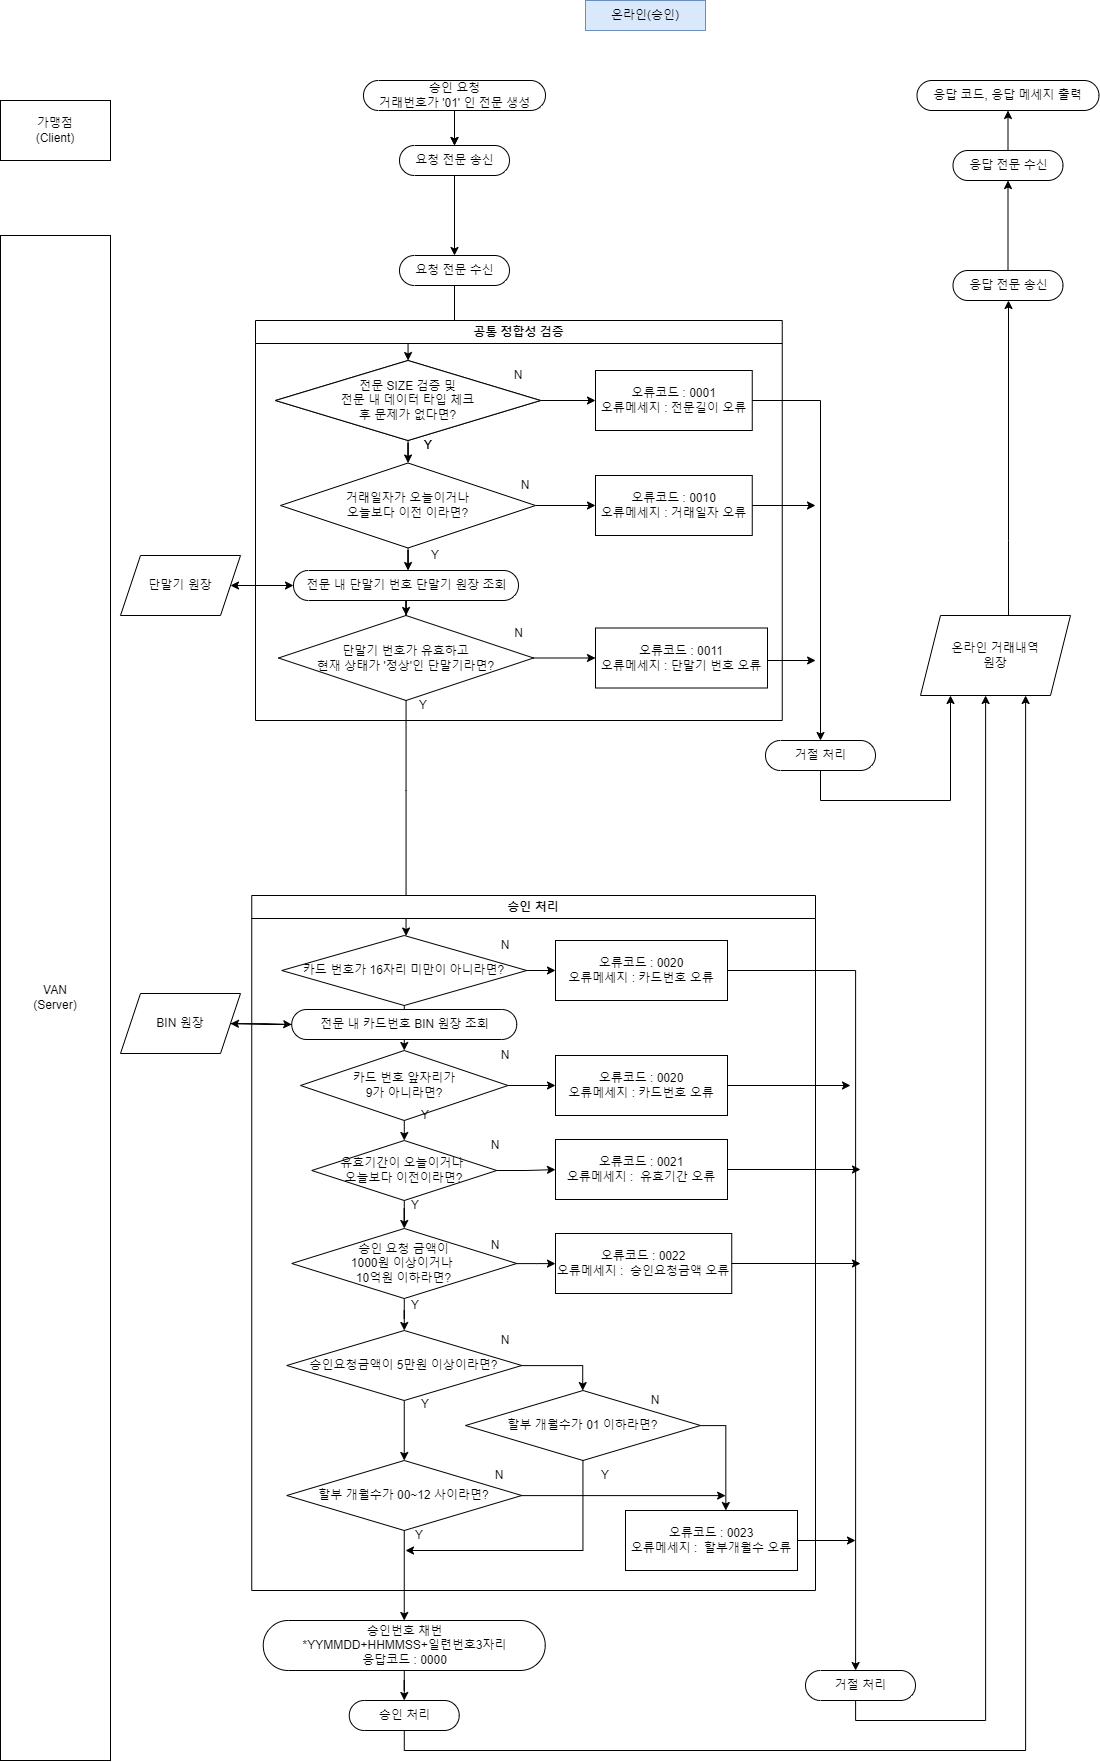 온라인(승인)
가맹점
(Client)
승인 요청
거래번호가 '01' 인 전문 생성
요청 전문 송신
응답 코드, 응답 메세지 출력
응답 전문 수신
VAN
(Server)
요청 전문 수신
응답 전문 송신
공통 정합성 검증
전문 SIZE 검증 및
전문 내 데이터 타입 체크
후 문제가 없다면?
N
오류코드 : 0001
오류메세지 : 전문길이 오류
Y
거래일자가 오늘이거나
오늘보다 이전 이라면?
N
오류코드 : 0010
오류메세지 : 거래일자 오류
Y
단말기 원장
전문 내 단말기 번호 단말기 원장 조회
단말기 번호가 유효하고
현재 상태가 '정상'인 단말기라면?
N
오류코드 : 0011
오류메세지 : 단말기 번호 오류
Y
온라인 거래내역
원장
거절 처리
승인 처리
카드 번호가 16자리 미만이 아니라면?
N
오류코드 : 0020
오류메세지 : 카드번호 오류
BIN 원장
전문 내 카드번호 BIN 원장 조회
카드 번호 앞자리가
9가 아니라면?
N
오류코드 : 0020
오류메세지 : 카드번호 오류
Y
유효기간이 오늘이거나
오늘보다 이전이라면?
N
오류코드 : 0021
오류메세지 :  유효기간 오류
Y
승인 요청 금액이
1000원 이상이거나
10억원 이하라면?
N
오류코드 : 0022
오류메세지 :  승인요청금액 오류
Y
승인요청금액이 5만원 이상이라면?
N
Y
할부 개월수가 01 이하라면?
N
Y
할부 개월수가 00~12 사이라면?
N
Y
오류코드 : 0023
오류메세지 :  할부개월수 오류
승인번호 채번
*YYMMDD+HHMMSS+일련번호3자리
응답코드 : 0000
승인 처리
거절 처리